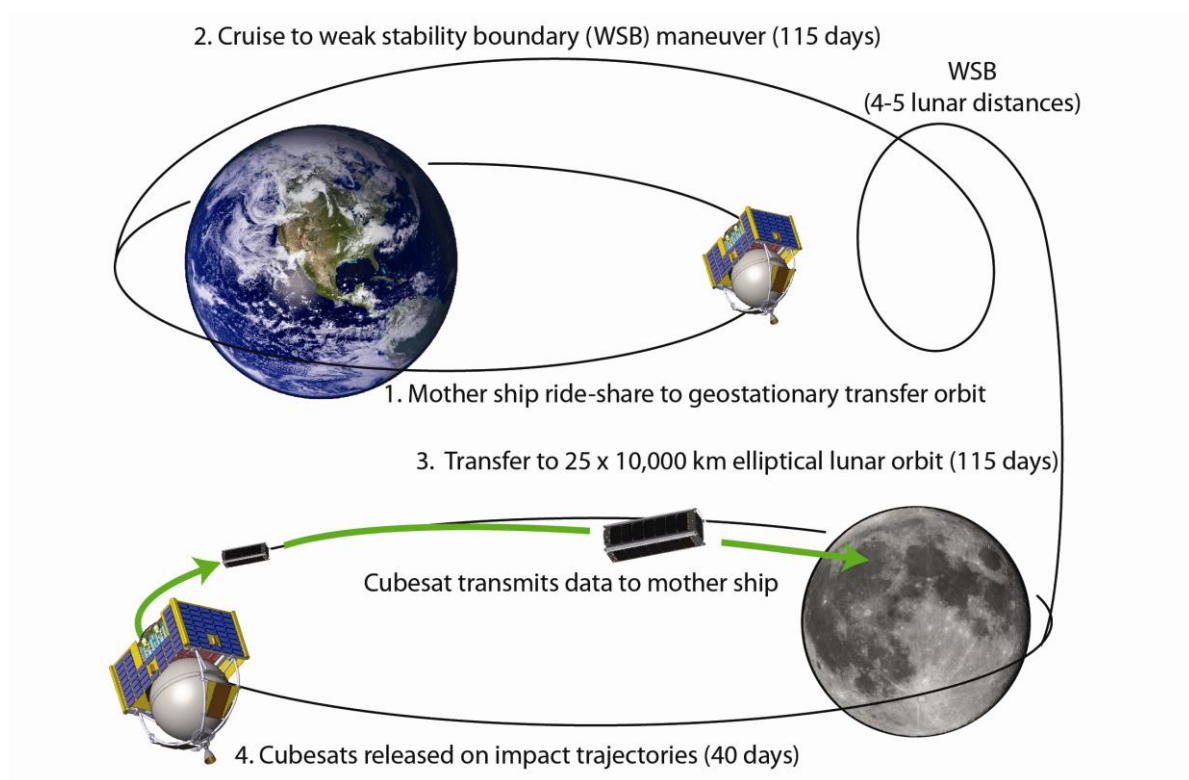 2. Cruise to weak stability boundary (WSB) maneuver (115 days)
WSB
(4-5 lunar distances)
1. Mother ship ride-share to geostationary transfer orbit
3. Transfer to 25 x 10,000 km elliptical lunar orbit (115 days)
Cubesat transmits data to mother ship
4. Cubesats released on impact trajectories (40 days)